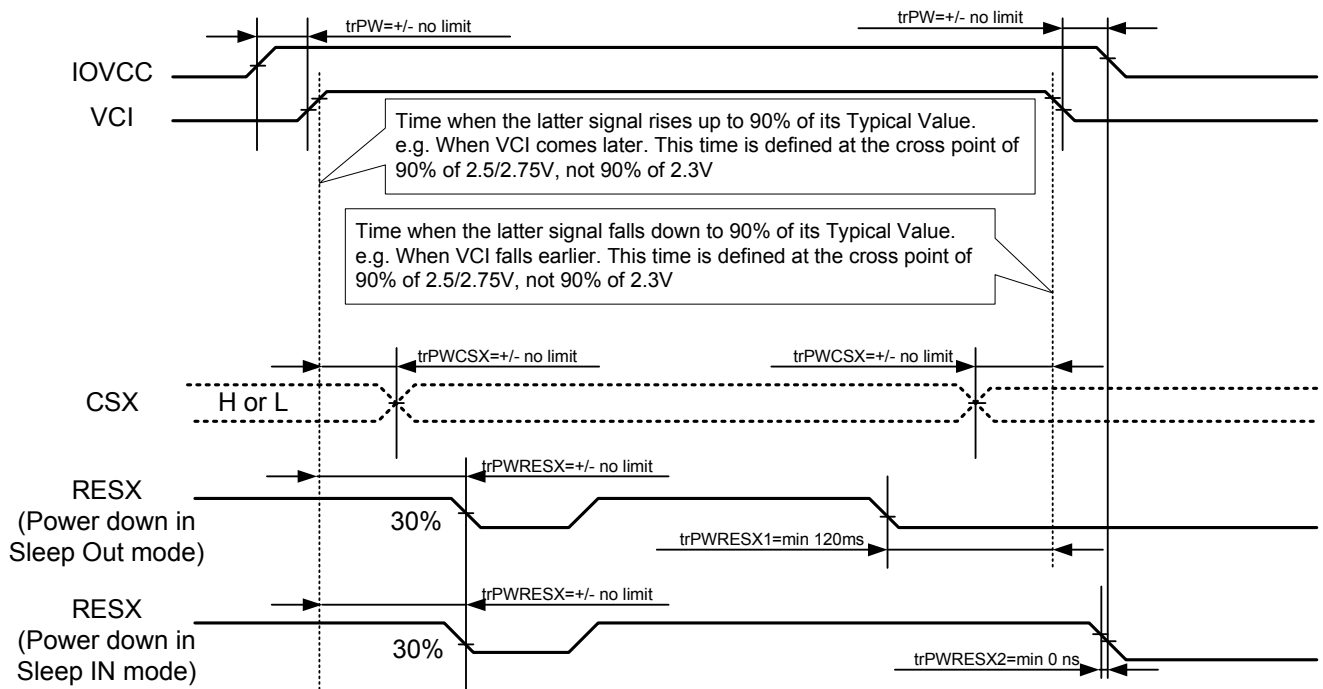 trPW=+/- no limit
trPW=+/- no limit
IOVCC
VCI
Time when the latter signal rises up to 90% of its Typical Value.
e.g. When VCI comes later. This time is defined at the cross point of
90% of 2.5/2.75V, not 90% of 2.3V
Time when the latter signal falls down to 90% of its Typical Value.
e.g. When VCI falls earlier. This time is defined at the cross point of
90% of 2.5/2.75V, not 90% of 2.3V
trPWCSX=+/- no limit
trPWCSX=+/- no limit
CSX
H or L
trPWRESX=+/- no limit
RESX
(Power down in
Sleep Out mode)
30%
trPWRESX1=min 120ms
trPWRESX=+/- no limit
RESX
(Power down in
Sleep IN mode)
30%
trPWRESX2=min 0 ns